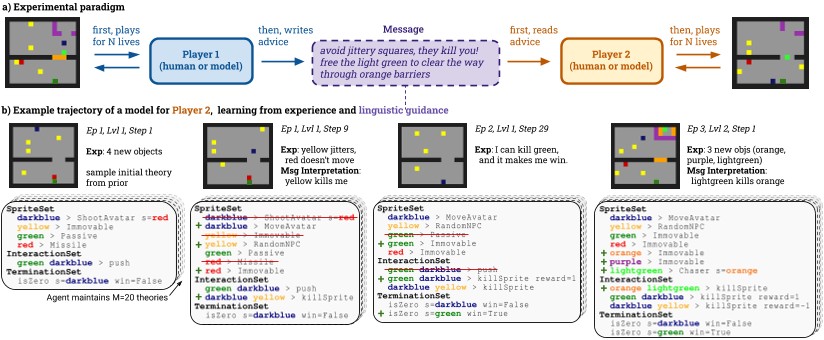 a) Experimental paradigm
first, plays
for N lives
Player 1
(human or model)
then, writes
advice
Message
avoid jittery squares, they kill you!
free the light green to clear the way
through orange barriers
first, reads
advice
Player 2
(human or model)
then, plays
for N lives
b) Example trajectory of a model for Player 2, learning from experience and linguistic guidance
Ep 1, Lvl 1, Step 1
Exp: 4 new objects
sample initial theory
from prior
SpriteSet
darkblue > ShootAvatar s=red
yellow > Immovable
green > Passive
red > Missile
InteractionSet
green darkblue > push
TerminationSet
isZero s=darkblue win=False
Agent maintains M=20 theories
Ep 1, Lvl 1, Step 9
Exp: yellow jitters,
red doesn't move
Msg Interpretation:
yellow kills me
SpriteSet
darkblue > ShootAvatar s=red
+ darkblue > MoveAvatar
yellow > Immovable
+ yellow > RandomNPC
green > Passive
red > Missile
+ red > Immovable
InteractionSet
green darkblue > push
+ darkblue yellow > killSprite
TerminationSet
isZero s=darkblue win=False
Ep 2, Lvl 1, Step 29
Exp: I can kill green,
and it makes me win.
SpriteSet
darkblue > MoveAvatar
yellow > RandomNPC
green > Passive
+ green > Immovable
red > Immovable
InteractionSet
green darkblue > push
+ green darkblue > killSprite reward=1
darkblue yellow > killSprite
TerminationSet
isZero s=darkblue win=False
+ isZero s=green win=True
Ep 3, Lvl 2, Step 1
Exp: 3 new objs (orange,
purple, lightgreen)
Msg Interpretation:
lightgreen kills orange
SpriteSet
darkblue > MoveAvatar
yellow > RandomNPC
green > Immovable
red > Immovable
+ orange > Immovable
+ purple > Immovable
+ lightgreen > Chaser s=orange
InteractionSet
+ orange lightgreen > killSprite
green darkblue > killSprite reward=1
darkblue yellow > killSprite reward=-1
TerminationSet
isZero s=darkblue win=False
isZero s=green win=True